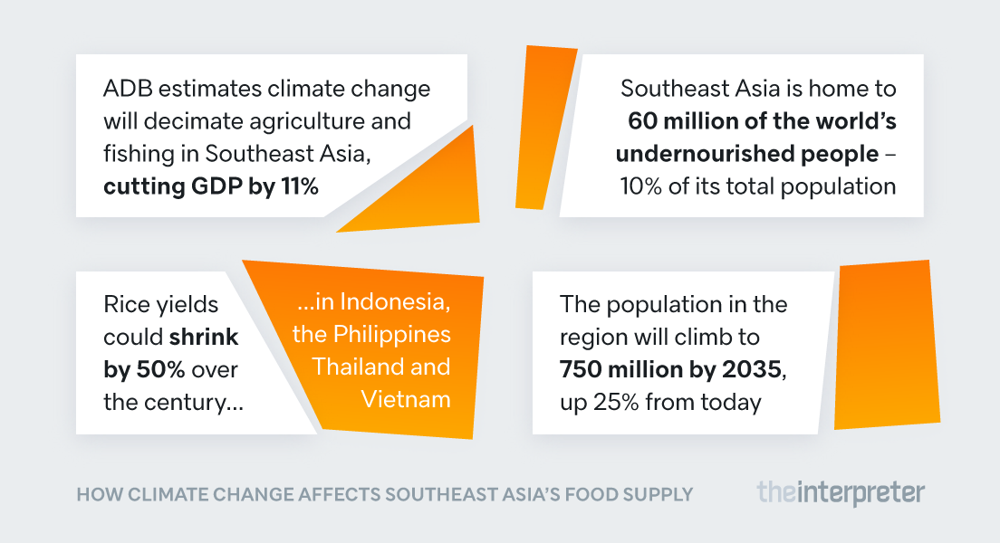 ADB estimates climate change
will decimate agriculture and
fishing in Southeast Asia,
cutting GDP by 11%
Southeast Asia is home to
60 million of the world’s
undernourished people –
10% of its total population
Rice yields
could shrink
by 50% over
the century...
...in Indonesia,
the Philippines
Thailand and
Vietnam
The population in the
region will climb to
750 million by 2035,
up 25% from today
HOW CLIMATE CHANGE AFFECTS SOUTHEAST ASIA’S FOOD SUPPLY
theinterpreter